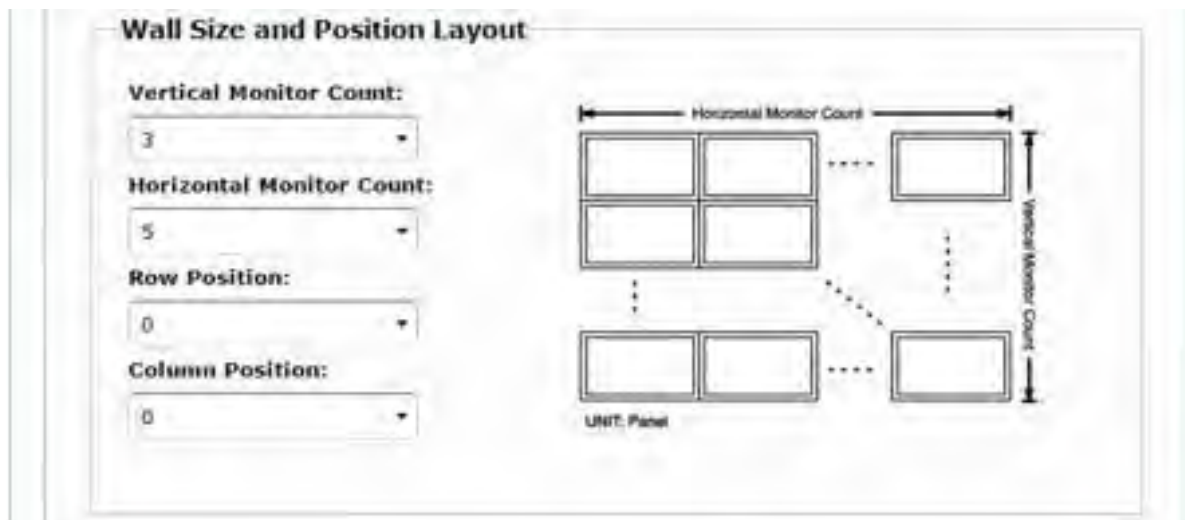 Wall Size and Position Layout
Vertical Monitor Count:
3
Horizontal Monitor Count:
5
Row Position:
0
Column Position:
0
Horizontal Monitor Count
Vertical Monitor Count
UNIT: Panel